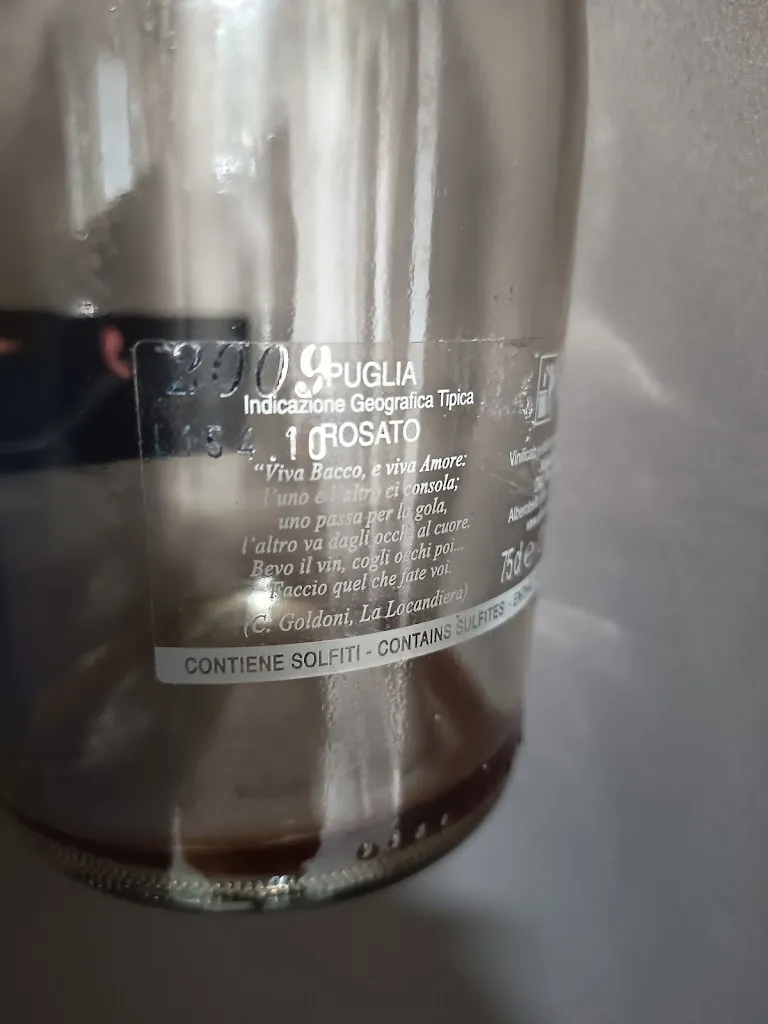 2009
PUGLIA
Indicazione Geografica Tipica
L154.10
ROSATO
"Viva Bacco, e viva Amore:
l'uno e l'altro ci consola;
uno passa per la gola,
l'altro va dagli occhi al cuore.
Bevo il vin, cogli occhi poi...
Faccio quel che fate voi.
(C. Goldoni, La Locandiera)
CONTIENE SOLFITI - CONTAINS SULFITES -
75